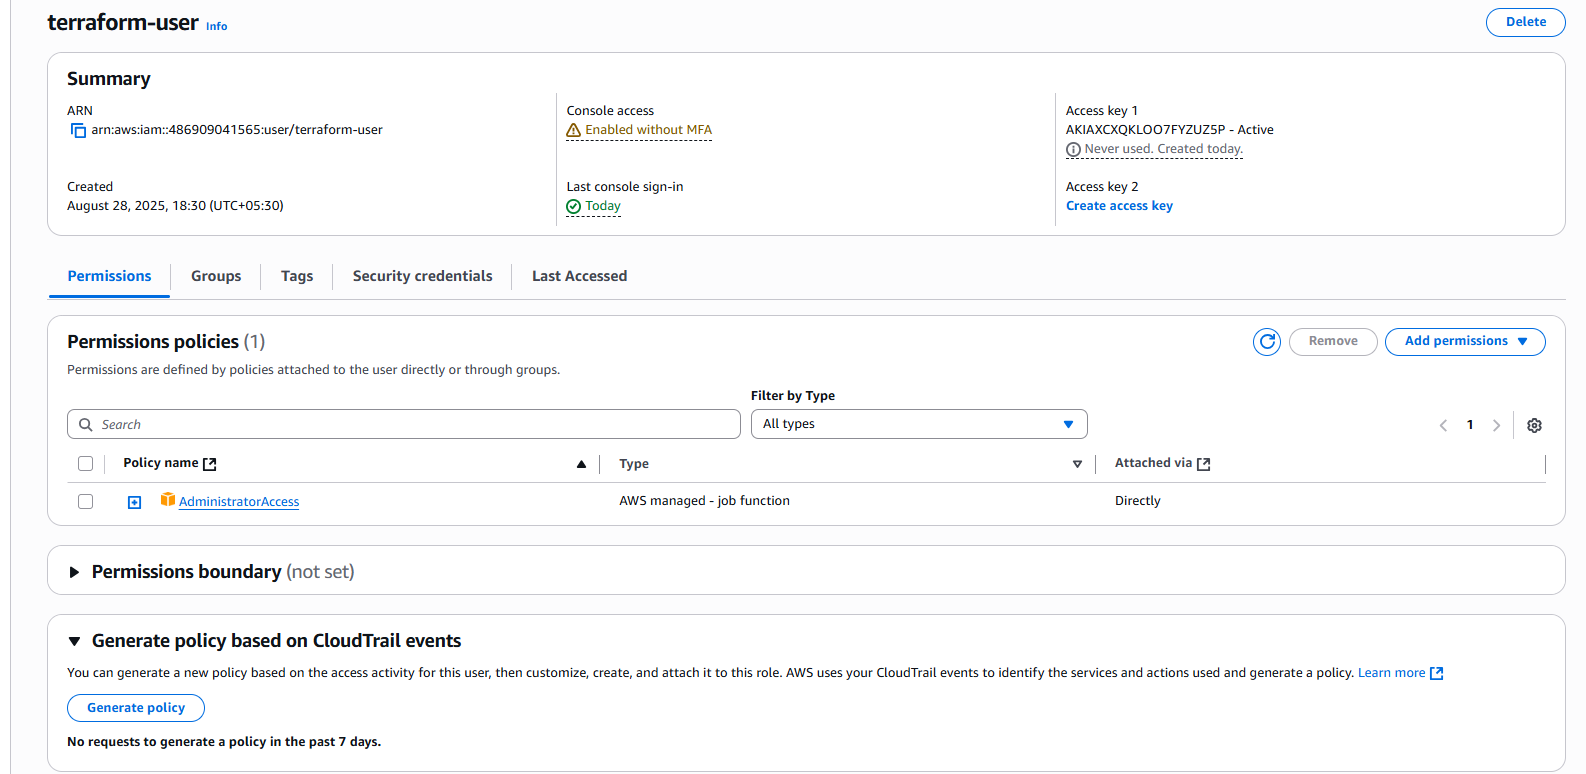 terraform-user Info
Delete
Summary
ARN
arn:aws:iam::486909041565:user/terraform-user
Console access
Enabled without MFA
Access key 1
AKIAXCXQKLOO7FYZUZ5P - Active
Never used. Created today.
Created
August 28, 2025, 18:30 (UTC+05:30)
Last console sign-in
Today
Access key 2
Create access key
Permissions
Groups
Tags
Security credentials
Last Accessed
Permissions policies (1)
Remove
Add permissions
Permissions are defined by policies attached to the user directly or through groups.
Filter by Type
Search
All types
1
Policy name
Type
Attached via
AdministratorAccess
AWS managed - job function
Directly
Permissions boundary (not set)
Generate policy based on CloudTrail events
You can generate a new policy based on the access activity for this user, then customize, create, and attach it to this role. AWS uses your CloudTrail events to identify the services and actions used and generate a policy. Learn more
Generate policy
No requests to generate a policy in the past 7 days.